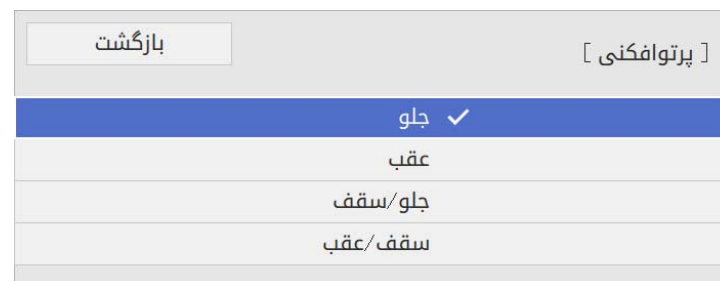 [ پرتوافکنی ]
بازگشت
جلو
عقب
جلو/سقف
سقف/عقب